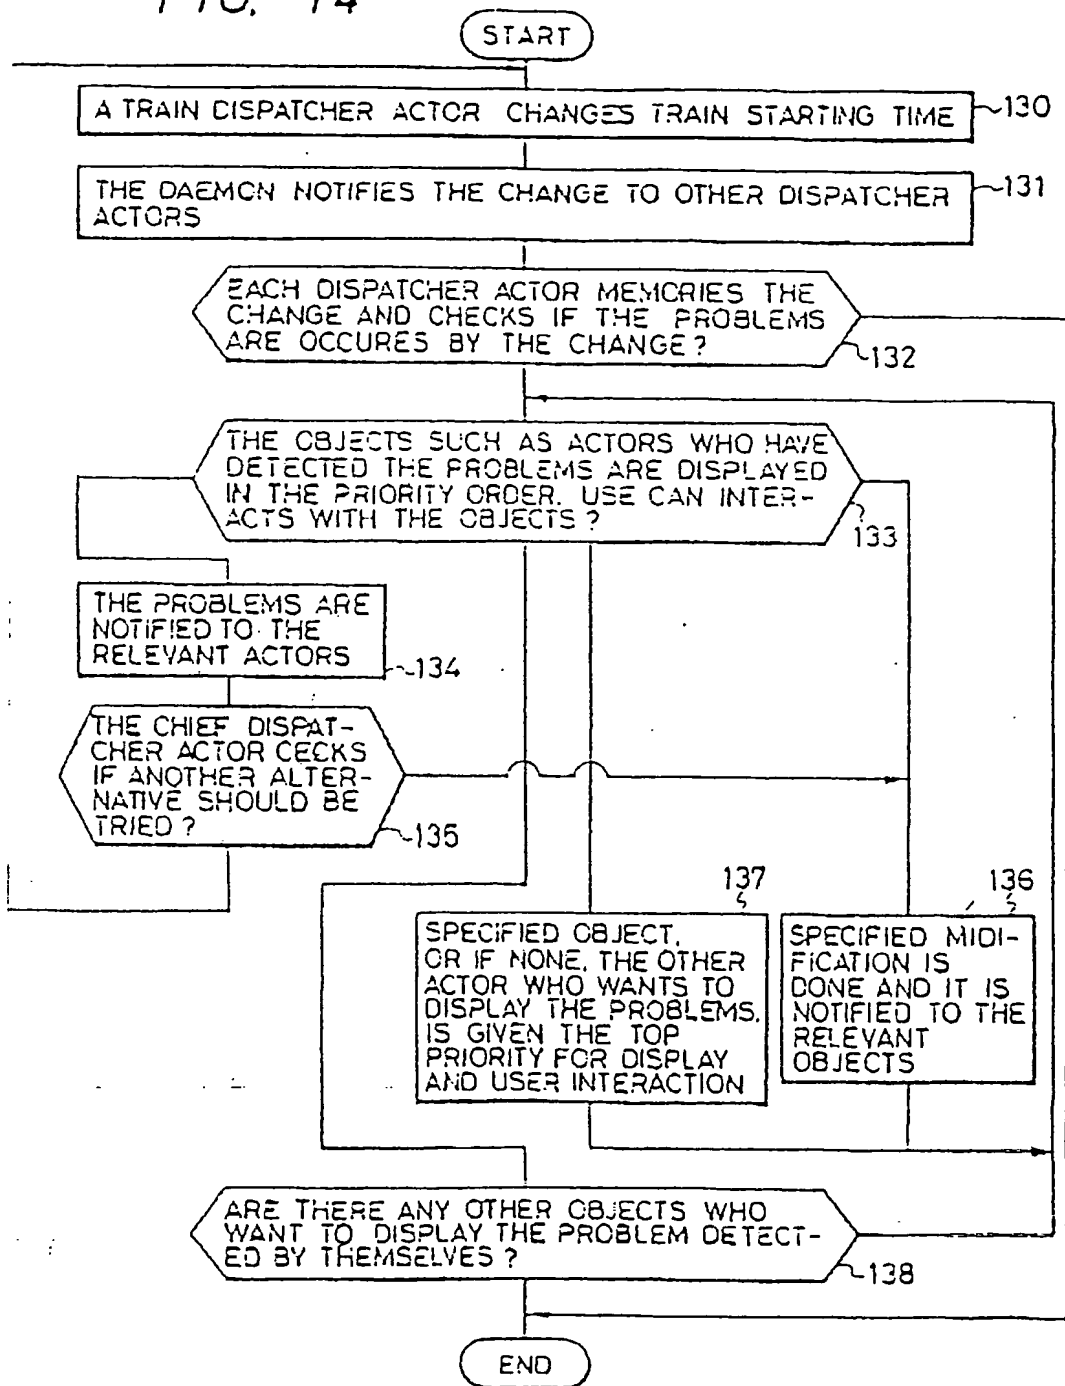 FIG. 14
START
A TRAIN DISPATCHER ACTOR CHANGES TRAIN STARTING TIME
130
THE DAEMON NOTIFIES THE CHANGE TO OTHER DISPATCHER
ACTORS
131
EACH DISPATCHER ACTOR MEMORIES THE
CHANGE AND CHECKS IF THE PROBLEMS
ARE OCCURES BY THE CHANGE?
132
THE OBJECTS SUCH AS ACTORS WHO HAVE
DETECTED THE PROBLEMS ARE DISPLAYED
IN THE PRIORITY ORDER. USE CAN INTER-
ACTS WITH THE OBJECTS?
133
THE PROBLEMS ARE
NOTIFIED TO THE
RELEVANT ACTORS
134
THE CHIEF DISPAT-
CHER ACTOR CECKS
IF ANOTHER ALTER-
NATIVE SHOULD BE
TRIED?
135
137
SPECIFIED OBJECT,
OR IF NONE, THE OTHER
ACTOR WHO WANTS TO
DISPLAY THE PROBLEMS,
IS GIVEN THE TOP
PRIORITY FOR DISPLAY
AND USER INTERACTION
136
SPECIFIED MIDI-
FICATION IS
DONE AND IT IS
NOTIFIED TO THE
RELEVANT
OBJECTS
ARE THERE ANY OTHER OBJECTS WHO
WANT TO DISPLAY THE PROBLEM DETECT-
ED BY THEMSELVES?
138
END